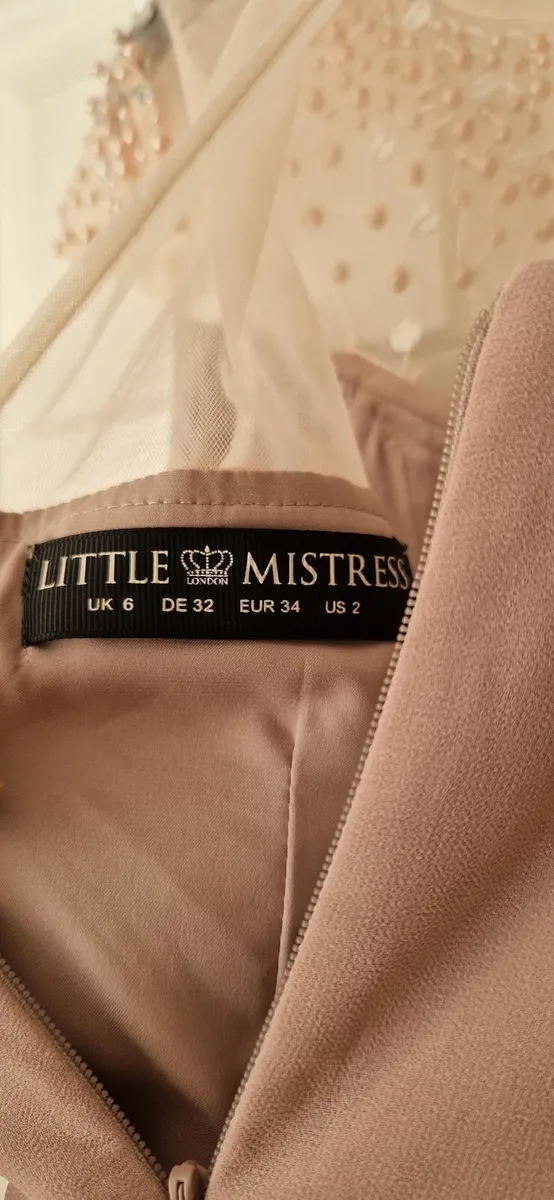 LITTLE LONDON MISTRESS
UK 6 DE 32 EUR 34 US 2